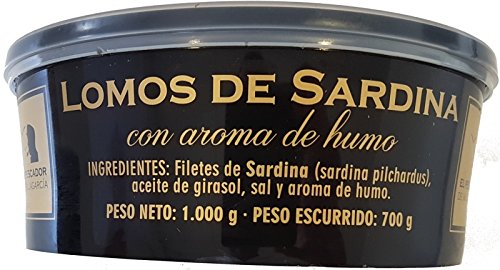 LOMOS DE SARDINA
con aroma de humo
INGREDIENTES: Filetes de Sardina (sardina pilchardus),
aceite de girasol, sal y aroma de humo.
PESO NETO: 1.000 g · PESO ESCURRIDO: 700 g